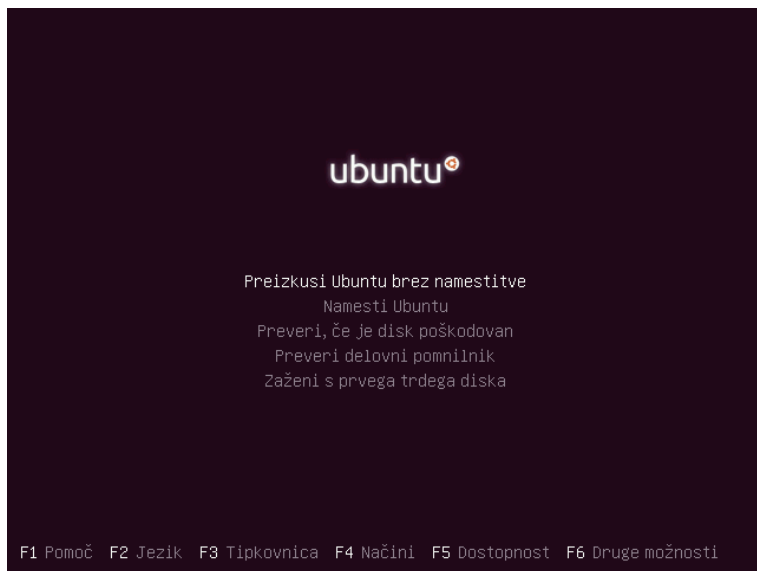 ubuntu
Preizkusi Ubuntu brez namestitve
Namesti Ubuntu
Preveri, če je disk poškodovan
Preveri delovni pomnilnik
Zaženi s prvega trdega diska
F1 Pomoč F2 Jezik F3 Tipkovnica F4 Načini F5 Dostopnost F6 Druge možnosti